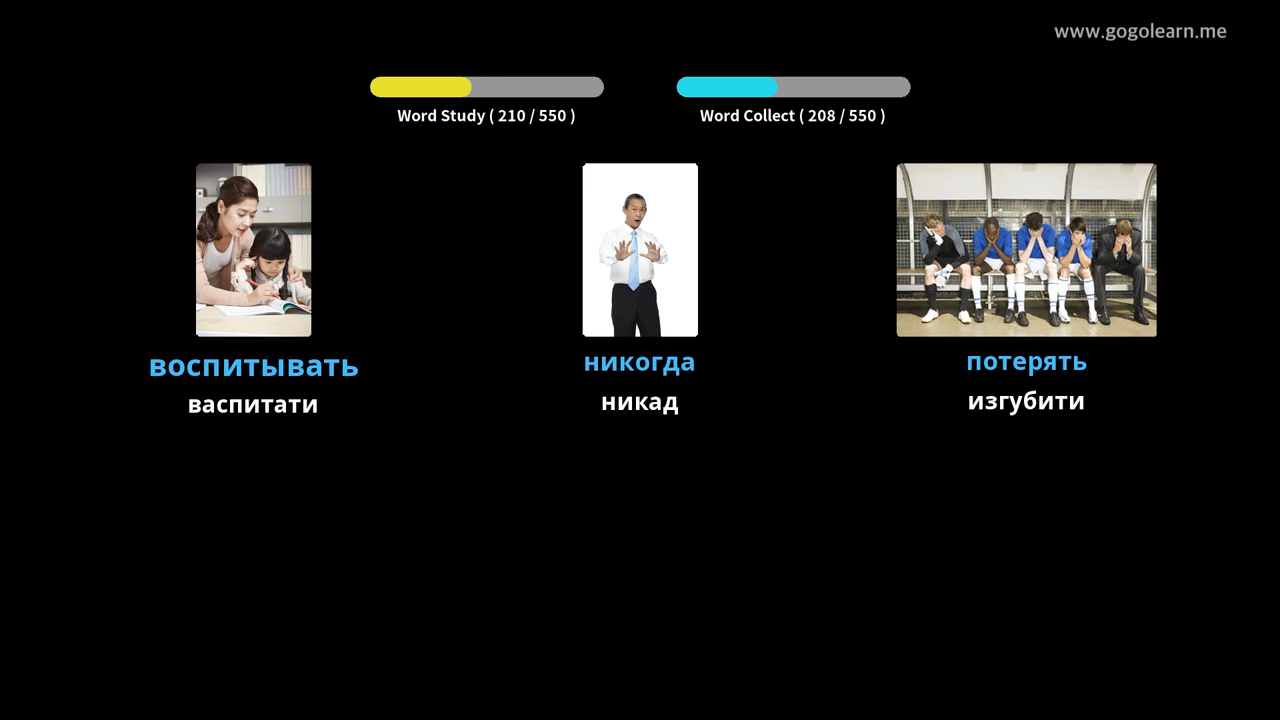 www.gogolearn.me
Word Study ( 210 / 550 )
Word Collect ( 208 / 550 )
воспитывать
васпитати
никогда
никад
потерять
изгубити